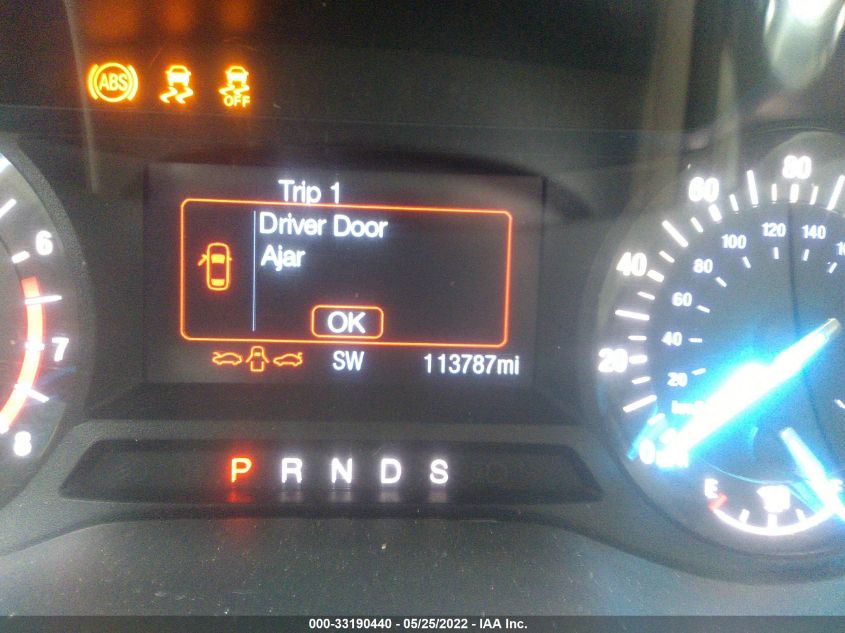 ABS
OFF
Trip 1
Driver Door
Ajar
OK
SW
113787mi
P R N D S
6
7
8
0
20
40
60
80
20
40
60
80
100
120
140
E
F
000-33190440 - 05/25/2022 - IAA Inc.